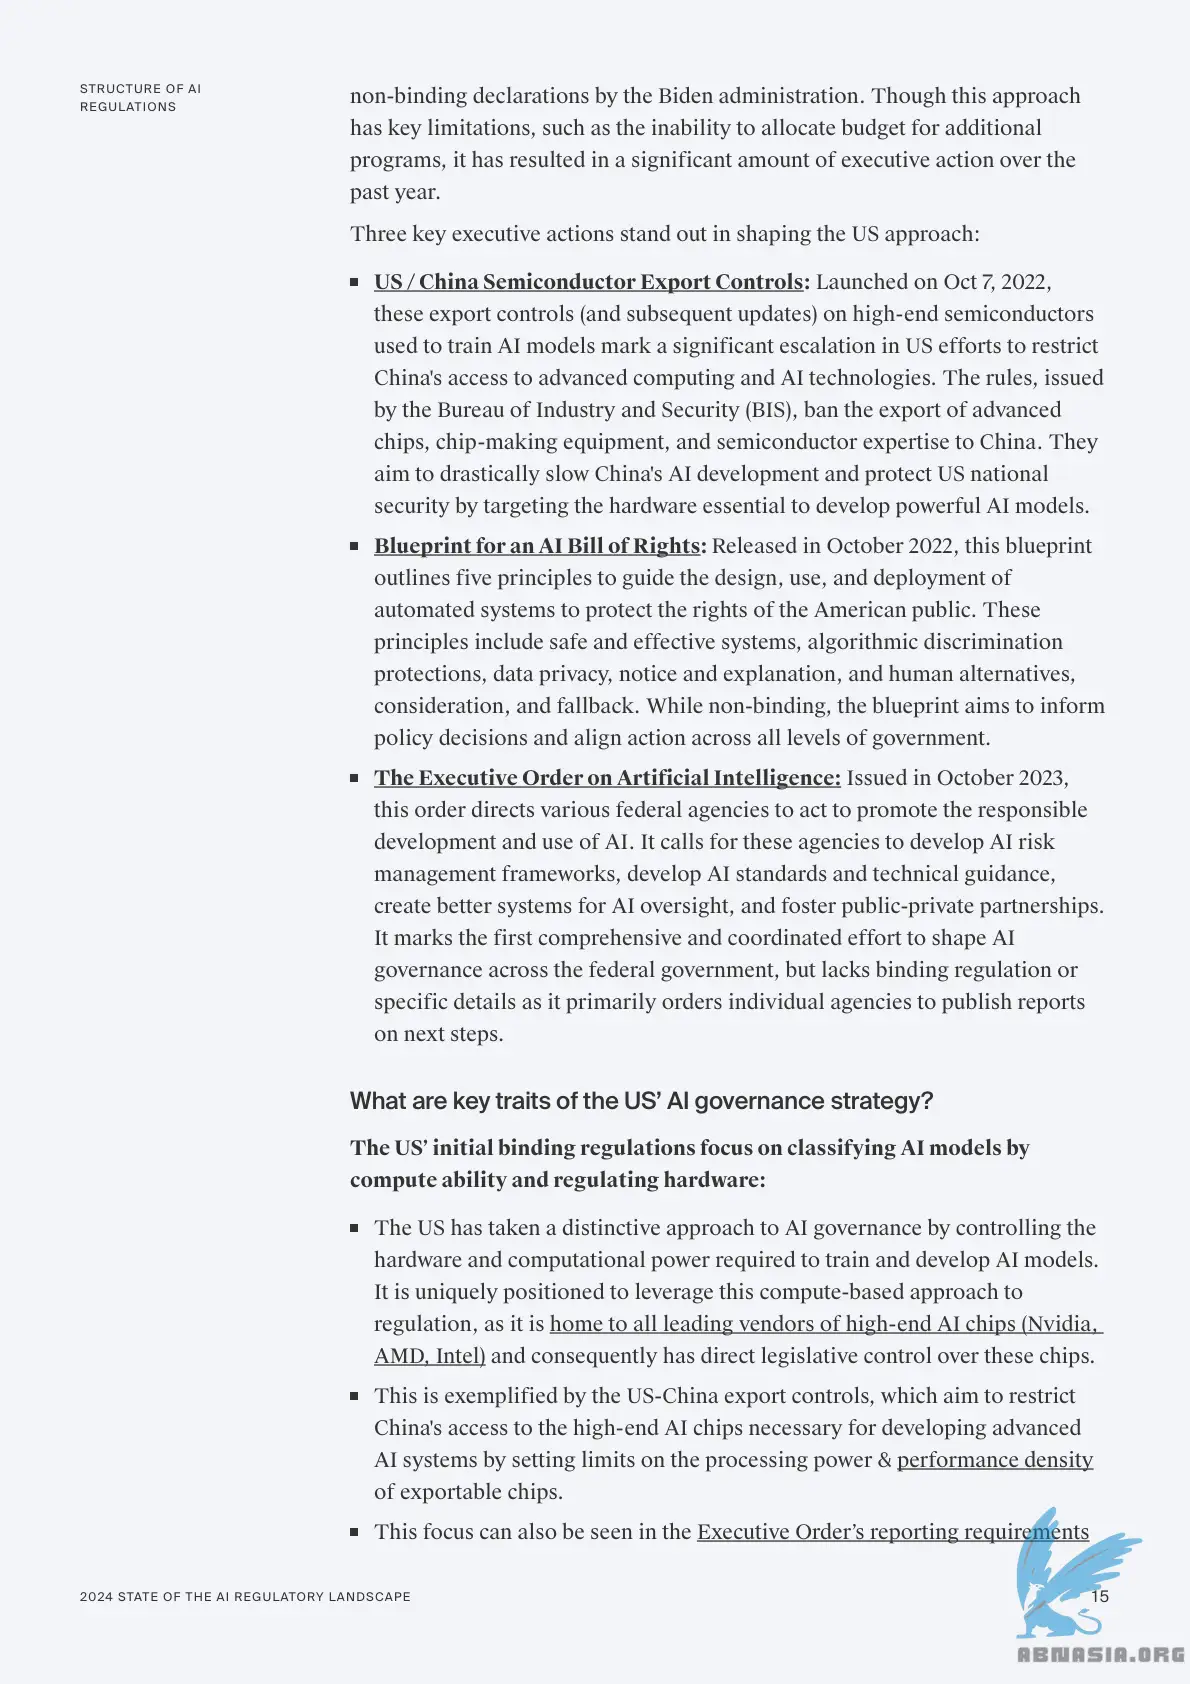 STRUCTURE OF AI
REGULATIONS
non-binding declarations by the Biden administration. Though this approach
has key limitations, such as the inability to allocate budget for additional
programs, it has resulted in a significant amount of executive action over the
past year.
Three key executive actions stand out in shaping the US approach:
▪ US / China Semiconductor Export Controls: Launched on Oct 7, 2022,
these export controls (and subsequent updates) on high-end semiconductors
used to train AI models mark a significant escalation in US efforts to restrict
China's access to advanced computing and AI technologies. The rules, issued
by the Bureau of Industry and Security (BIS), ban the export of advanced
chips, chip-making equipment, and semiconductor expertise to China. They
aim to drastically slow China's AI development and protect US national
security by targeting the hardware essential to develop powerful AI models.
▪ Blueprint for an AI Bill of Rights: Released in October 2022, this blueprint
outlines five principles to guide the design, use, and deployment of
automated systems to protect the rights of the American public. These
principles include safe and effective systems, algorithmic discrimination
protections, data privacy, notice and explanation, and human alternatives,
consideration, and fallback. While non-binding, the blueprint aims to inform
policy decisions and align action across all levels of government.
▪ The Executive Order on Artificial Intelligence: Issued in October 2023,
this order directs various federal agencies to act to promote the responsible
development and use of AI. It calls for these agencies to develop AI risk
management frameworks, develop AI standards and technical guidance,
create better systems for AI oversight, and foster public-private partnerships.
It marks the first comprehensive and coordinated effort to shape AI
governance across the federal government, but lacks binding regulation or
specific details as it primarily orders individual agencies to publish reports
on next steps.
What are key traits of the US’ AI governance strategy?
The US’ initial binding regulations focus on classifying AI models by
compute ability and regulating hardware:
▪ The US has taken a distinctive approach to AI governance by controlling the
hardware and computational power required to train and develop AI models.
It is uniquely positioned to leverage this compute-based approach to
regulation, as it is home to all leading vendors of high-end AI chips (Nvidia,
AMD, Intel) and consequently has direct legislative control over these chips.
▪ This is exemplified by the US-China export controls, which aim to restrict
China's access to the high-end AI chips necessary for developing advanced
AI systems by setting limits on the processing power & performance density
of exportable chips.
▪ This focus can also be seen in the Executive Order’s reporting requirements
2024 STATE OF THE AI REGULATORY LANDSCAPE
15
ABNASIA.ORG